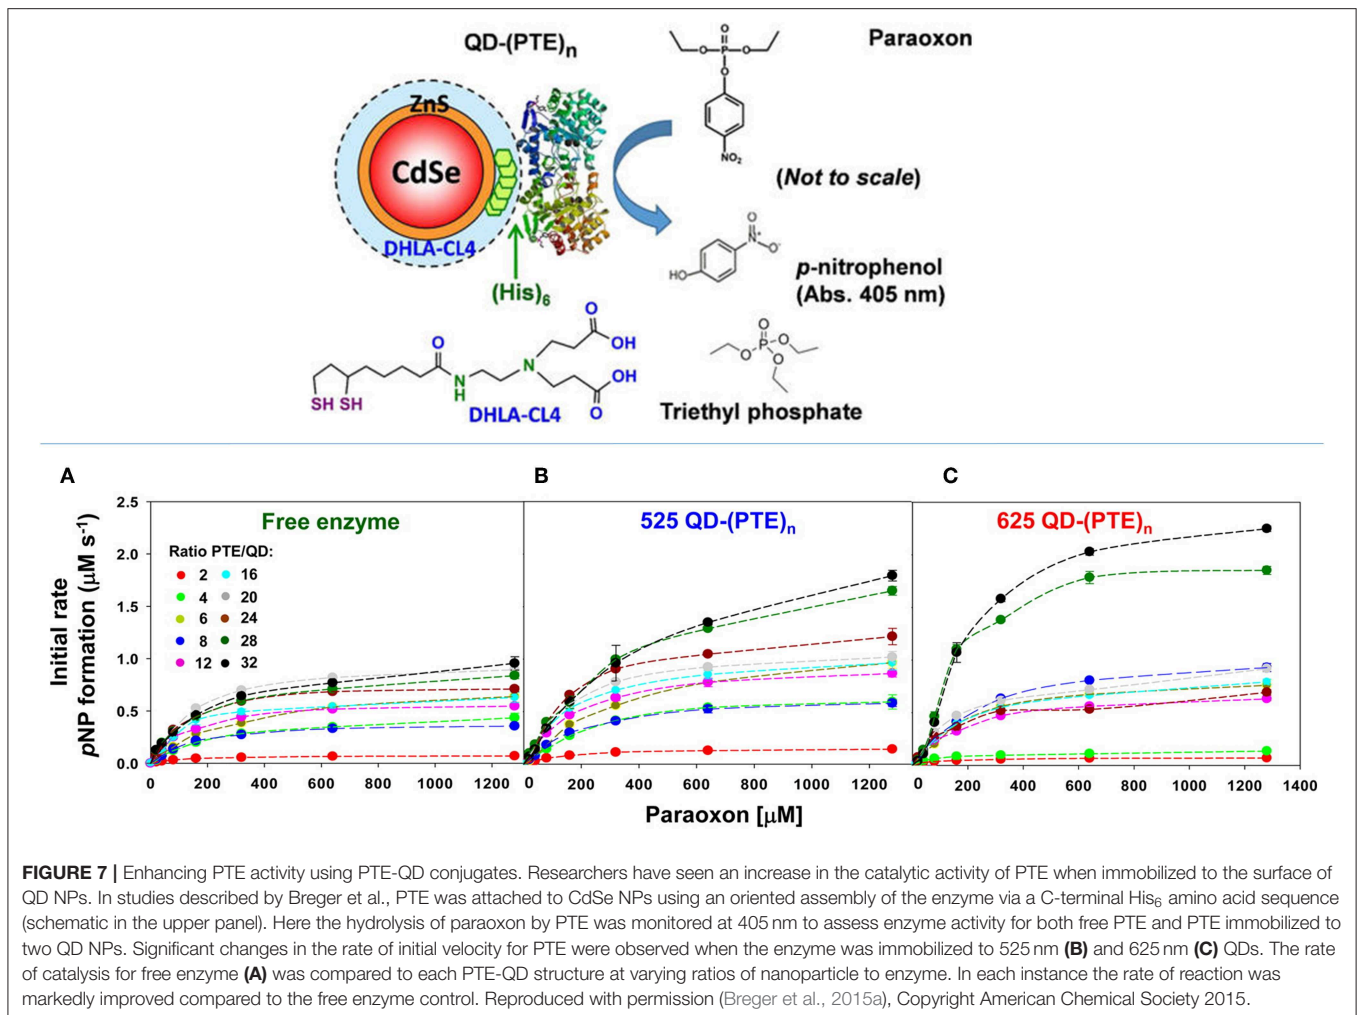 QD-(PTE)n
Paraoxon
ZnS
CdSe
DHLA-CL4
(His)6
O
O
P
O
O
NO2
(Not to scale)
O
N+
O-
HO
p-nitrophenol
(Abs. 405 nm)
O
OH
O
N
N
H
OH
O
SH SH
DHLA-CL4
O
O
P
O
O
Triethyl phosphate
A
B
C
Free enzyme
525 QD-(PTE)n
625 QD-(PTE)n
Ratio PTE/QD:
2 16
4 20
6 24
8 28
12 32
Initial rate
pNP formation (μM s-1)
2.5
2.0
1.5
1.0
0.5
0.0
0 200 400 600 800 1000 1200
0 200 400 600 800 1000 1200
0 200 400 600 800 1000 1200 1400
Paraoxon [μM]
FIGURE 7 | Enhancing PTE activity using PTE-QD conjugates. Researchers have seen an increase in the catalytic activity of PTE when immobilized to the surface of
QD NPs. In studies described by Breger et al., PTE was attached to CdSe NPs using an oriented assembly of the enzyme via a C-terminal His6 amino acid sequence
(schematic in the upper panel). Here the hydrolysis of paraoxon by PTE was monitored at 405 nm to assess enzyme activity for both free PTE and PTE immobilized to
two QD NPs. Significant changes in the rate of initial velocity for PTE were observed when the enzyme was immobilized to 525 nm (B) and 625 nm (C) QDs. The rate
of catalysis for free enzyme (A) was compared to each PTE-QD structure at varying ratios of nanoparticle to enzyme. In each instance the rate of reaction was
markedly improved compared to the free enzyme control. Reproduced with permission (Breger et al., 2015a), Copyright American Chemical Society 2015.